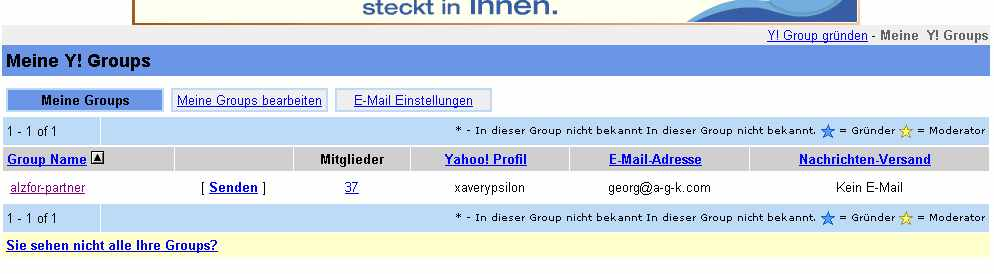 steckt in Ihnen.
Y! Group gründen - Meine Y! Groups
Meine Y! Groups
Meine Groups Meine Groups bearbeiten E-Mail Einstellungen
1 - 1 of 1 * - In dieser Group nicht bekannt In dieser Group nicht bekannt. = Gründer = Moderator
Group Name Mitglieder Yahoo! Profil E-Mail-Adresse Nachrichten-Versand
alzfor-partner [ Senden ] 37 xaverypsilon georg@a-g-k.com Kein E-Mail
1 - 1 of 1 * - In dieser Group nicht bekannt In dieser Group nicht bekannt. = Gründer = Moderator
Sie sehen nicht alle Ihre Groups?